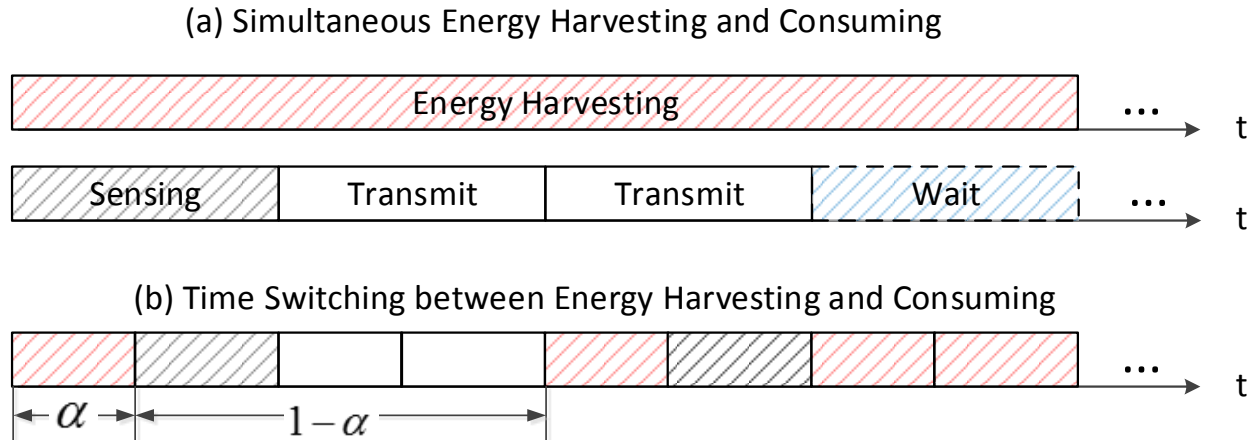 (a) Simultaneous Energy Harvesting and Consuming
Energy Harvesting
...
t
Sensing Transmit Transmit Wait
...
t
(b) Time Switching between Energy Harvesting and Consuming
...
t
α 1 − α